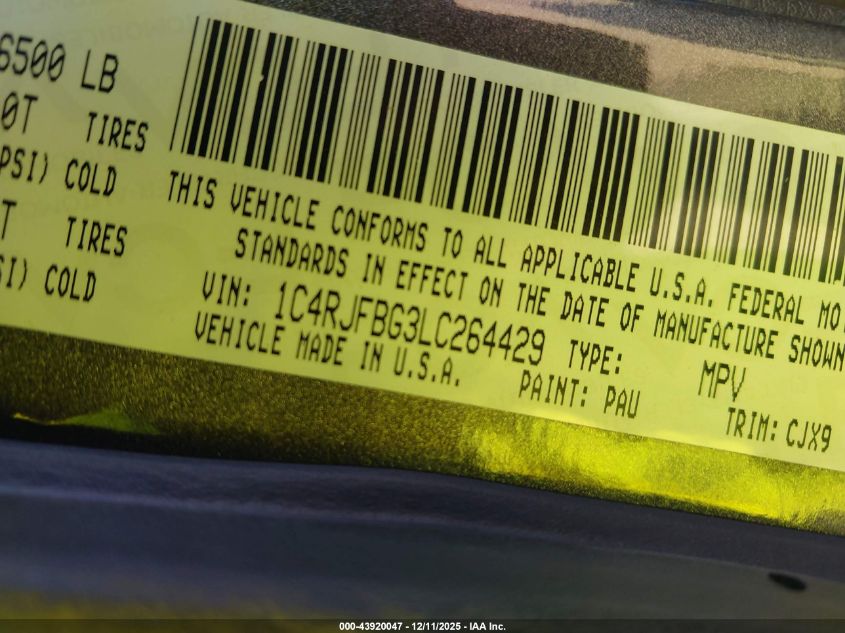 6500 LB
0T TIRES
PSI) COLD
T TIRES
SI) COLD
THIS VEHICLE CONFORMS TO ALL APPLICABLE U.S.A. FEDERAL MO
STANDARDS IN EFFECT ON THE DATE OF MANUFACTURE SHOWN
VIN: 1C4RJFBG3LC264429 TYPE: MPV
VEHICLE MADE IN U.S.A. PAINT: PAU TRIM: CJX9
000-43920047 - 12/11/2025 - IAA Inc.